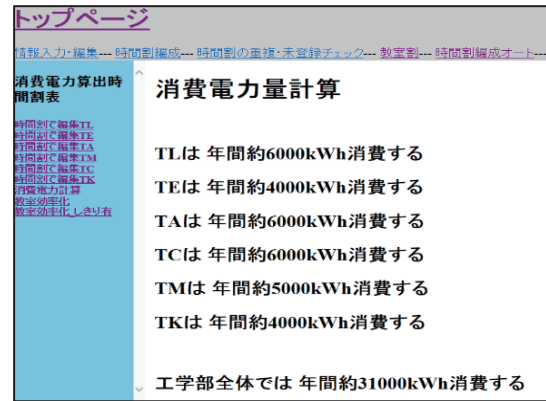 トップページ
情報入力・編集--- 時間割編成--- 時間割の重複・未登録チェック--- 教室割--- 時間割編成オート---
消費電力算出時
間割表
時間割で編集TL
時間割で編集TE
時間割で編集TA
時間割で編集TM
時間割で編集TC
時間割で編集TK
消費電力計算
教室効率化
教室効率化_しきり有
消費電力量計算
TLは 年間約6000kWh消費する
TEは 年間約4000kWh消費する
TAは 年間約6000kWh消費する
TCは 年間約6000kWh消費する
TMは 年間約5000kWh消費する
TKは 年間約4000kWh消費する
工学部全体では 年間約31000kWh消費する